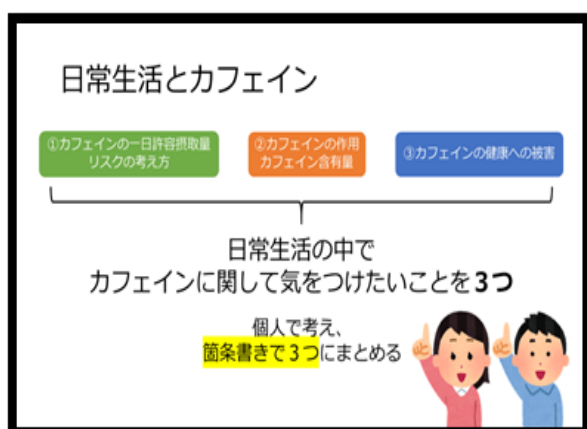 日常生活とカフェイン
①カフェインの一日許容摂取量
リスクの考え方
②カフェインの作用
カフェイン含有量
③カフェインの健康への被害
日常生活の中で
カフェインに関して気をつけたいことを3つ
個人で考え、
箇条書きで3つにまとめる